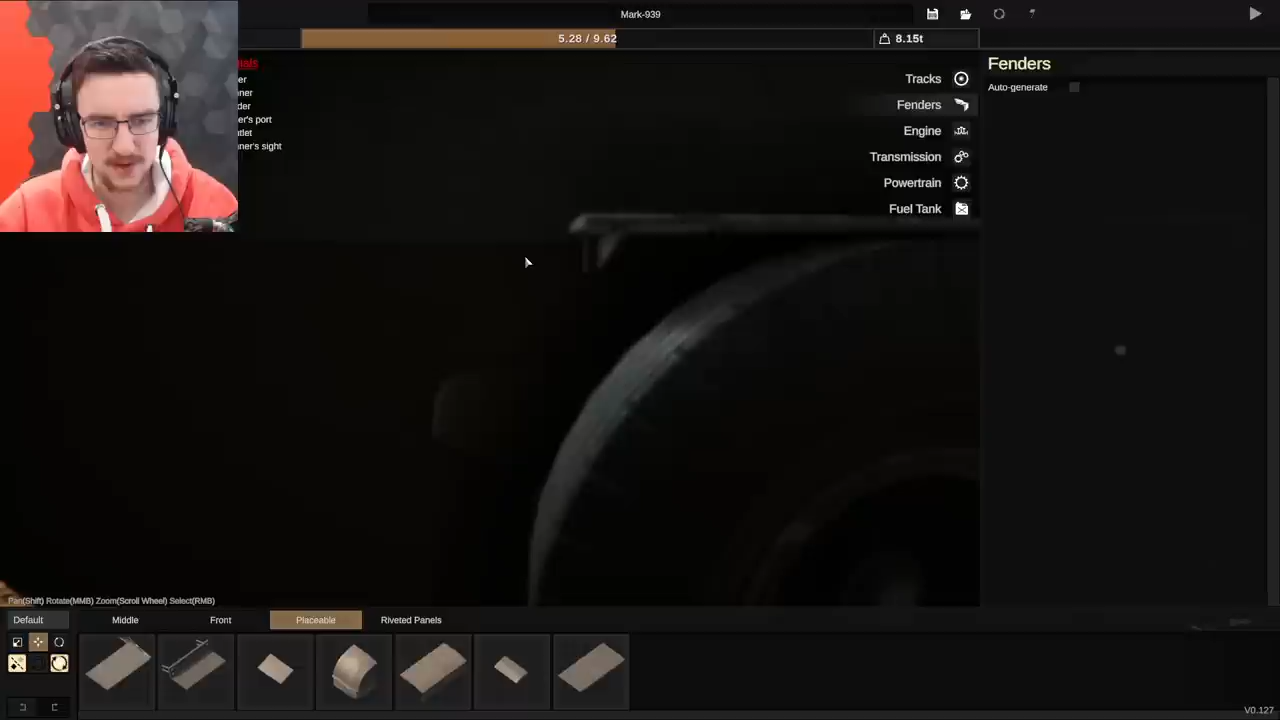 Mark-939
5.28 / 9.62
8.15t
Fenders
Auto-generate
Tracks
Fenders
Engine
Transmission
Powertrain
Fuel Tank
Pan(Shift) Rotate(MMB) Zoom(Scroll Wheel) Select(RMB)
Default
Middle
Front
Placeable
Riveted Panels
V0.127